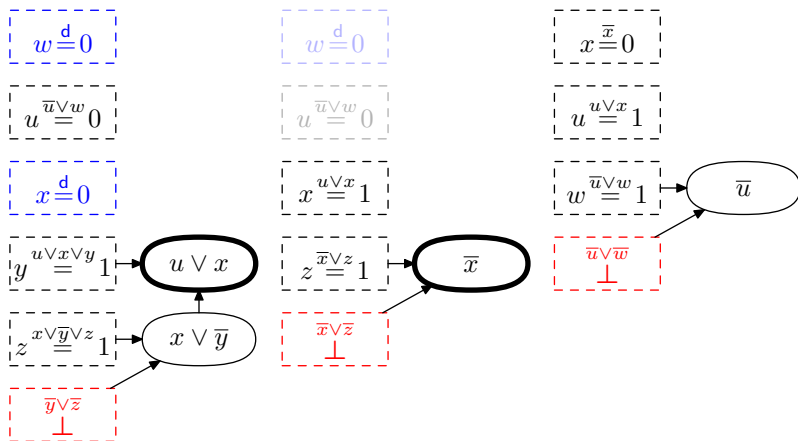 w =ᵈ 0
u =^{u̅∨w} 0
x =ᵈ 0
y =^{u∨x∨y} 1
u ∨ x
z =^{x∨y̅∨z} 1
x ∨ y̅
y̅∨z̅
⊥
w =ᵈ 0
u =^{u̅∨w} 0
x =^{u∨x} 1
z =^{x̅∨z} 1
x̅
x̅∨z̅
⊥
x =^{x̅} 0
u =^{u∨x} 1
w =^{u̅∨w} 1
u̅
u̅∨w̅
⊥